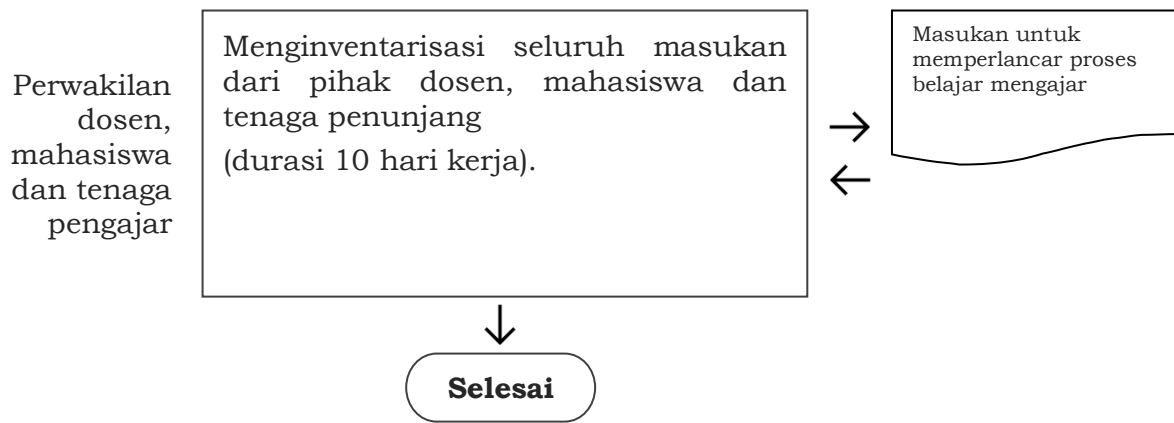 Perwakilan
dosen,
mahasiswa
dan tenaga
pengajar
Menginventarisasi seluruh masukan
dari pihak dosen, mahasiswa dan
tenaga penunjang
(durasi 10 hari kerja).
Masukan untuk
memperlancar proses
belajar mengajar
Selesai